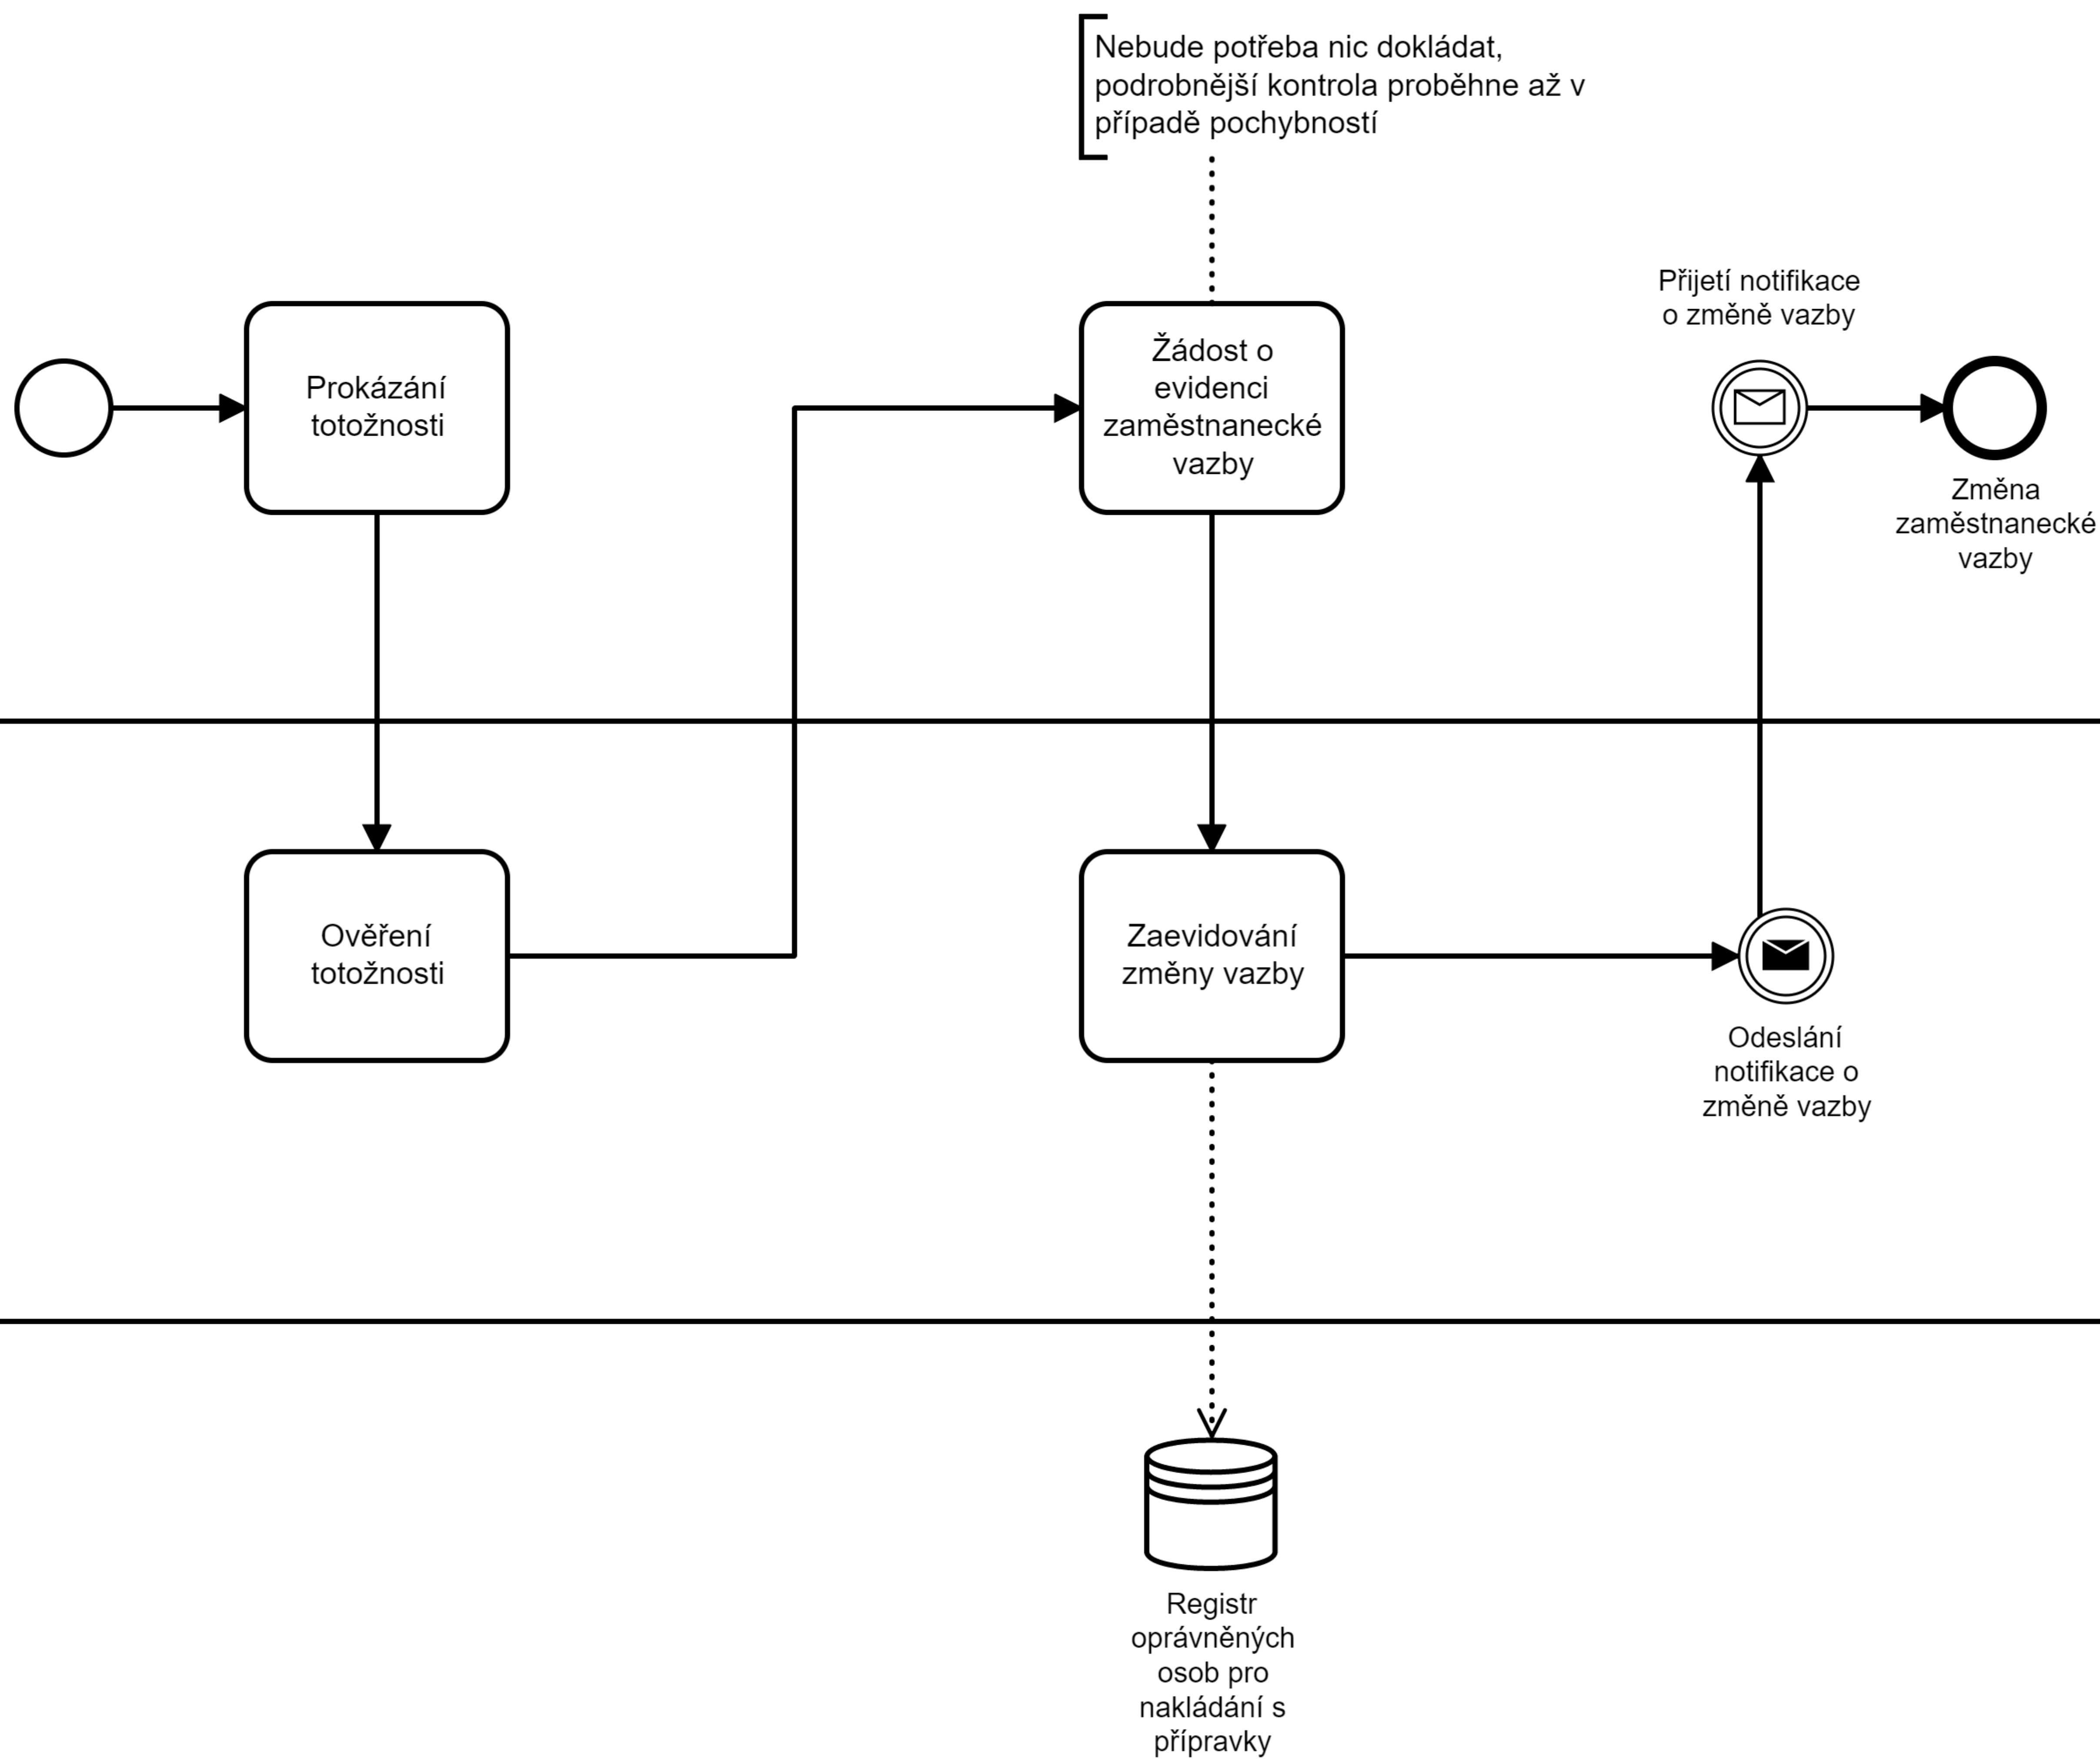 Nebude potřeba nic dokládat,
podrobnější kontrola proběhne až v
případě pochybností
Přijetí notifikace
o změně vazby
Prokázání
totožnosti
Žádost o
evidenci
zaměstnanecké
vazby
Změna
zaměstnanecké
vazby
Ověření
totožnosti
Zaevidování
změny vazby
Odeslání
notifikace o
změně vazby
Registr
oprávněných
osob pro
nakládání s
přípravky